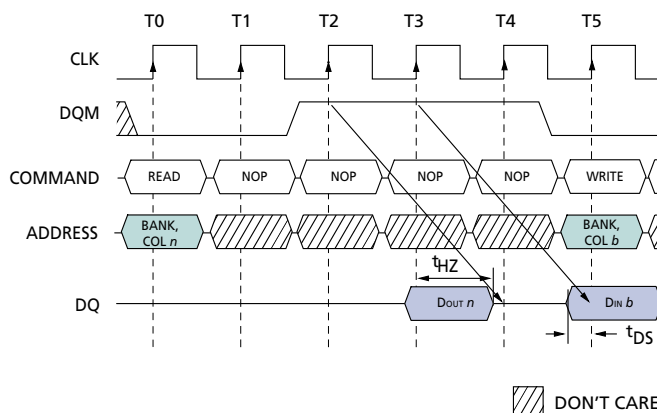 T0 T1 T2 T3 T4 T5
CLK
DQM
COMMAND READ NOP NOP NOP NOP WRITE
ADDRESS BANK, COL n BANK, COL b
tHZ
DQ DOUT n DIN b
tDS
DON'T CARE